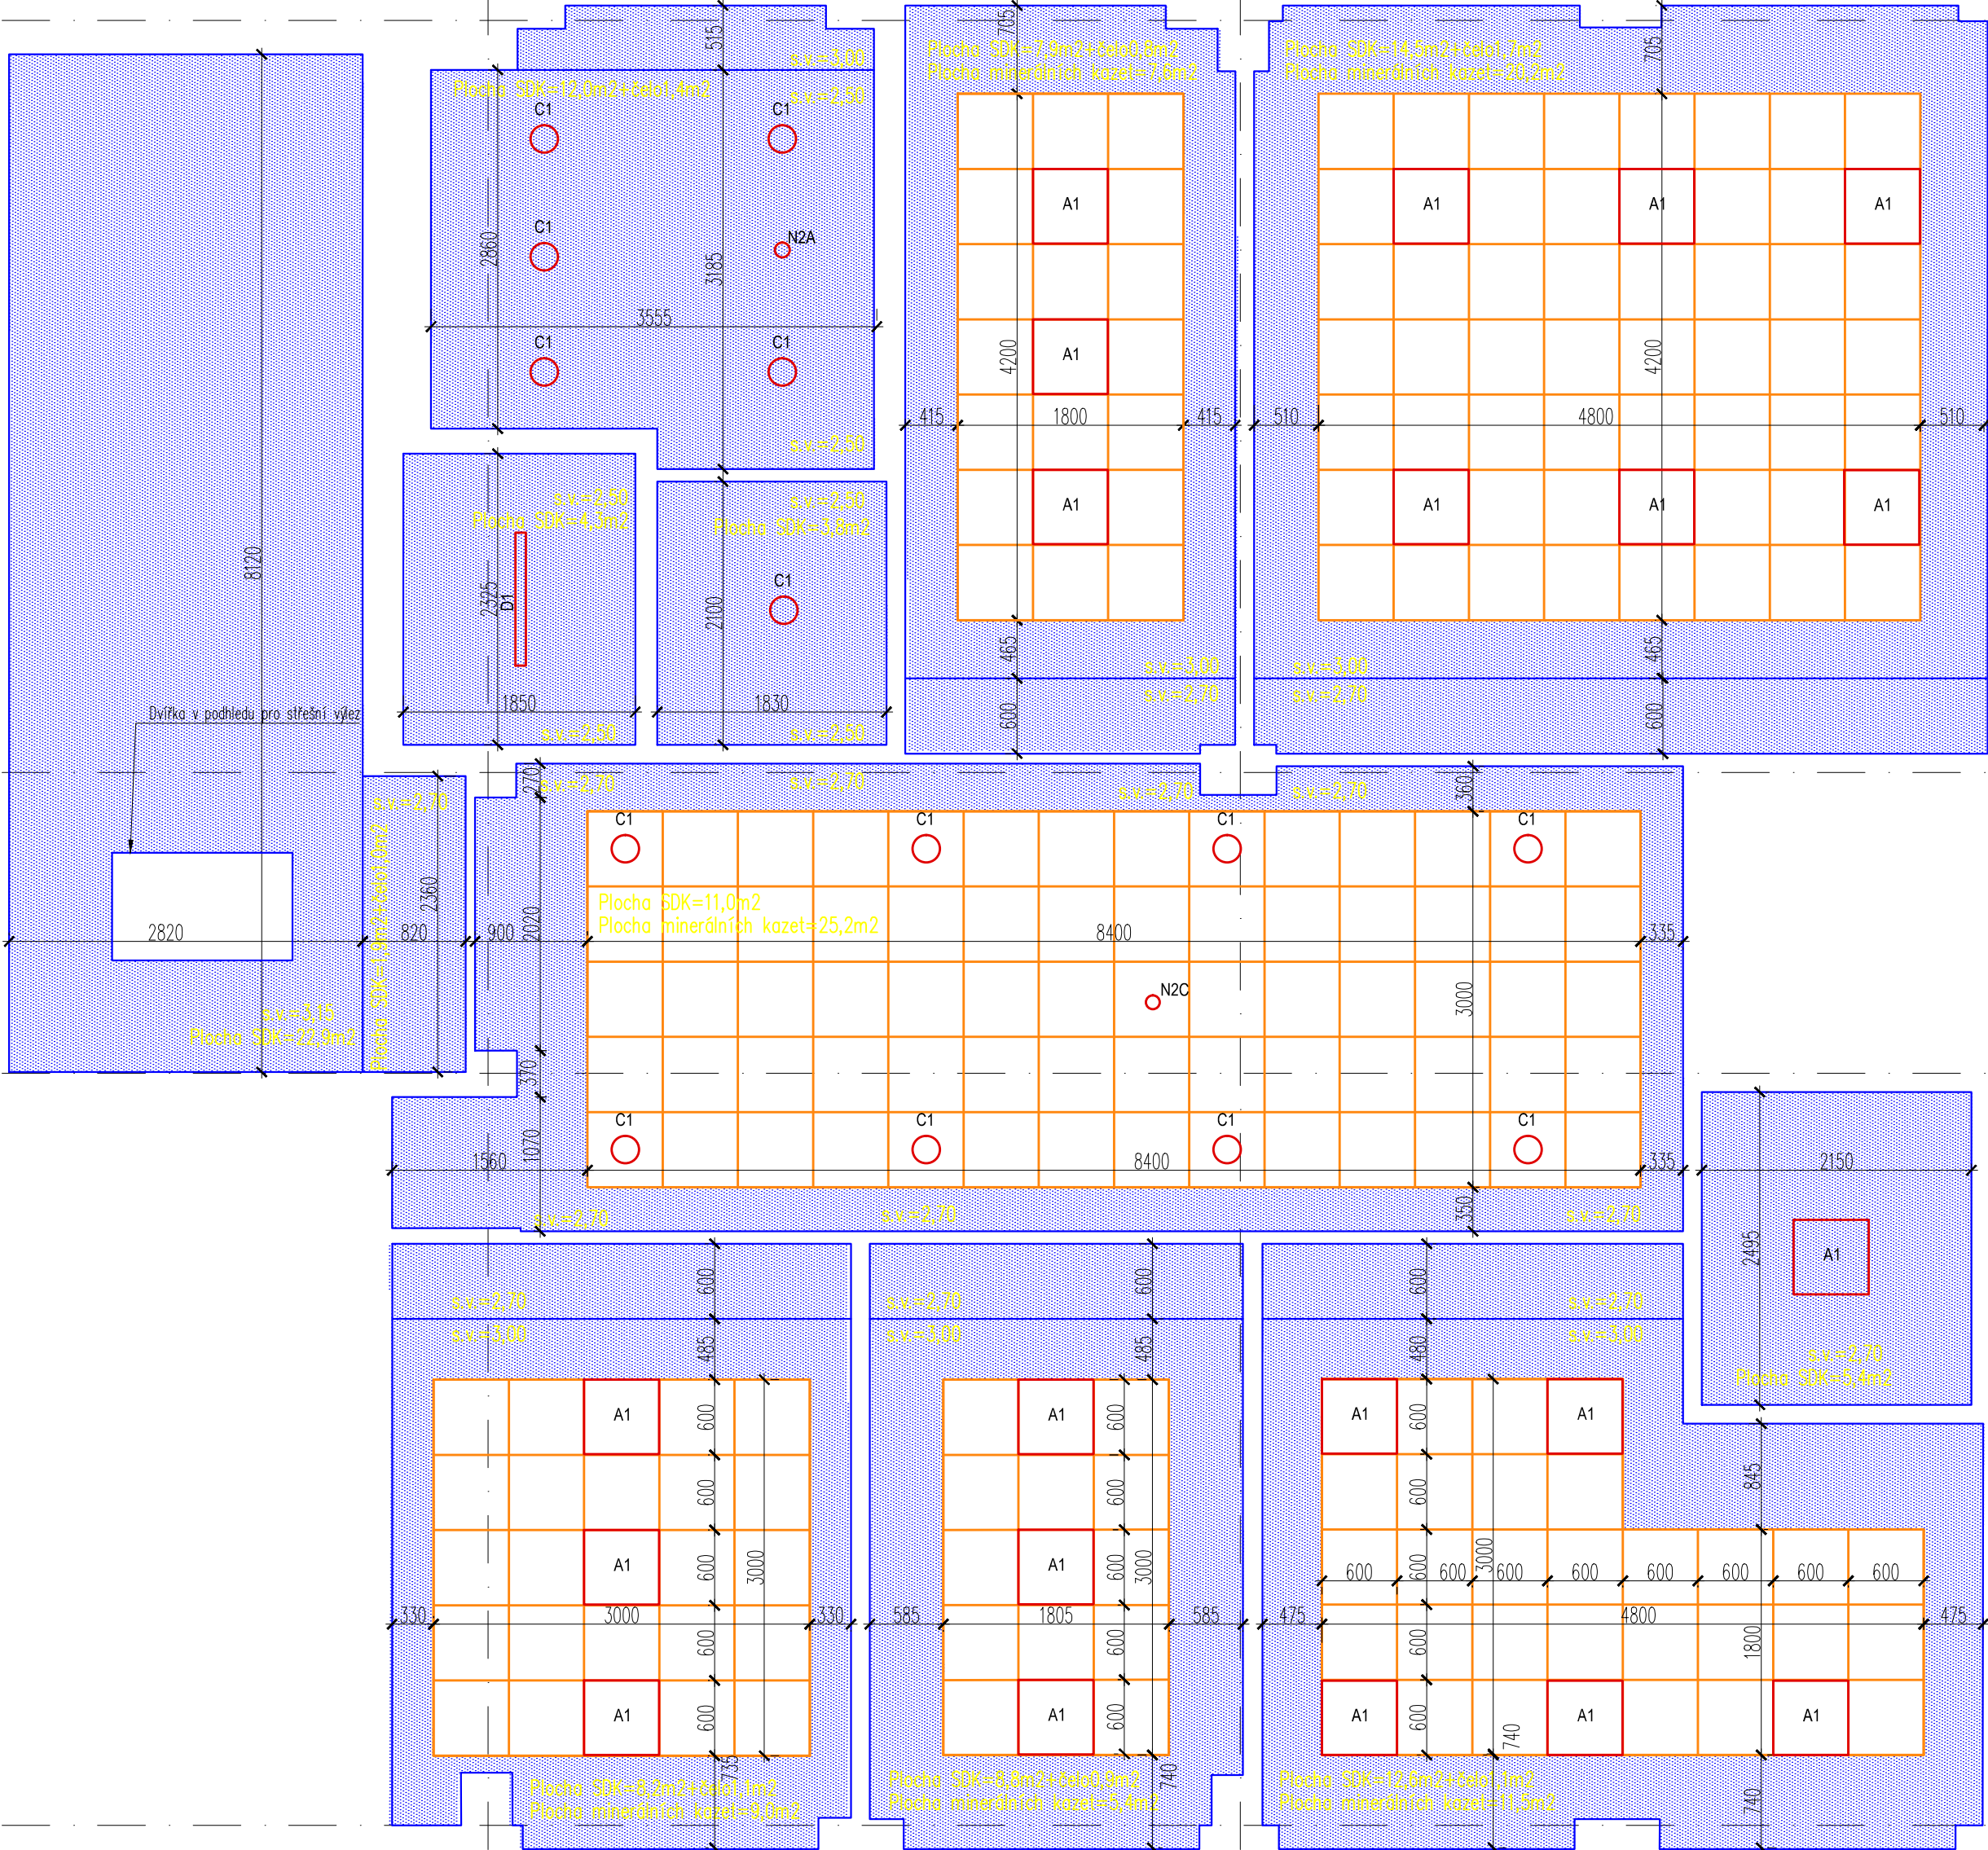 515
705
705
s.v.=3,00
Plocha SDK=12,0m2+čelo1,4m2
s.v.=2,50
Plocha SDK=7,9m2+čelo0,8m2
Plocha minerálních kazet=7,6m2
Plocha SDK=14,5m2+čelo1,7m2
Plocha minerálních kazet=20,2m2
C1
C1
C1
N2A
C1
C1
2860
3185
3555
s.v.=2,50
A1
A1
A1
4200
415
1800
415
465
s.v.=3,00
s.v.=2,70
600
A1
A1
A1
A1
A1
A1
4200
510
4800
510
465
s.v.=3,00
s.v.=2,70
600
8120
s.v.=2,50
Plocha SDK=4,3m2
D1
2325
1850
s.v.=2,50
s.v.=2,50
Plocha SDK=3,8m2
C1
2100
1830
s.v.=2,50
Dvířka v podhledu pro střešní výlez
2820
820
2360
s.v.=2,70
s.v.=3,15
Plocha SDK=22,9m2
270
s.v.=2,70
s.v.=2,70
s.v.=2,70
s.v.=2,70
360
C1
C1
C1
C1
Plocha SDK=11,0m2
Plocha minerálních kazet=25,2m2
900
2020
8400
335
N2C
3000
370
1070
C1
C1
C1
C1
1560
8400
335
350
s.v.=2,70
s.v.=2,70
s.v.=2,70
2150
2495
A1
s.v.=2,70
Plocha SDK=5,4m2
600
s.v.=2,70
s.v.=3,00
485
A1
A1
A1
600
600
600
600
600
3000
330
3000
330
735
Plocha SDK=8,2m2+čelo1,1m2
Plocha minerálních kazet=9,0m2
600
s.v.=2,70
s.v.=3,00
485
A1
A1
A1
600
600
600
600
600
3000
585
1805
585
740
Plocha SDK=8,8m2+čelo0,9m2
Plocha minerálních kazet=5,4m2
600
s.v.=2,70
s.v.=3,00
480
A1
A1
600
600
600
600
600
3000
845
600
600
600
600
600
600
600
600
475
4800
475
1800
A1
A1
A1
740
740
Plocha SDK=12,6m2+čelo1,1m2
Plocha minerálních kazet=11,5m2